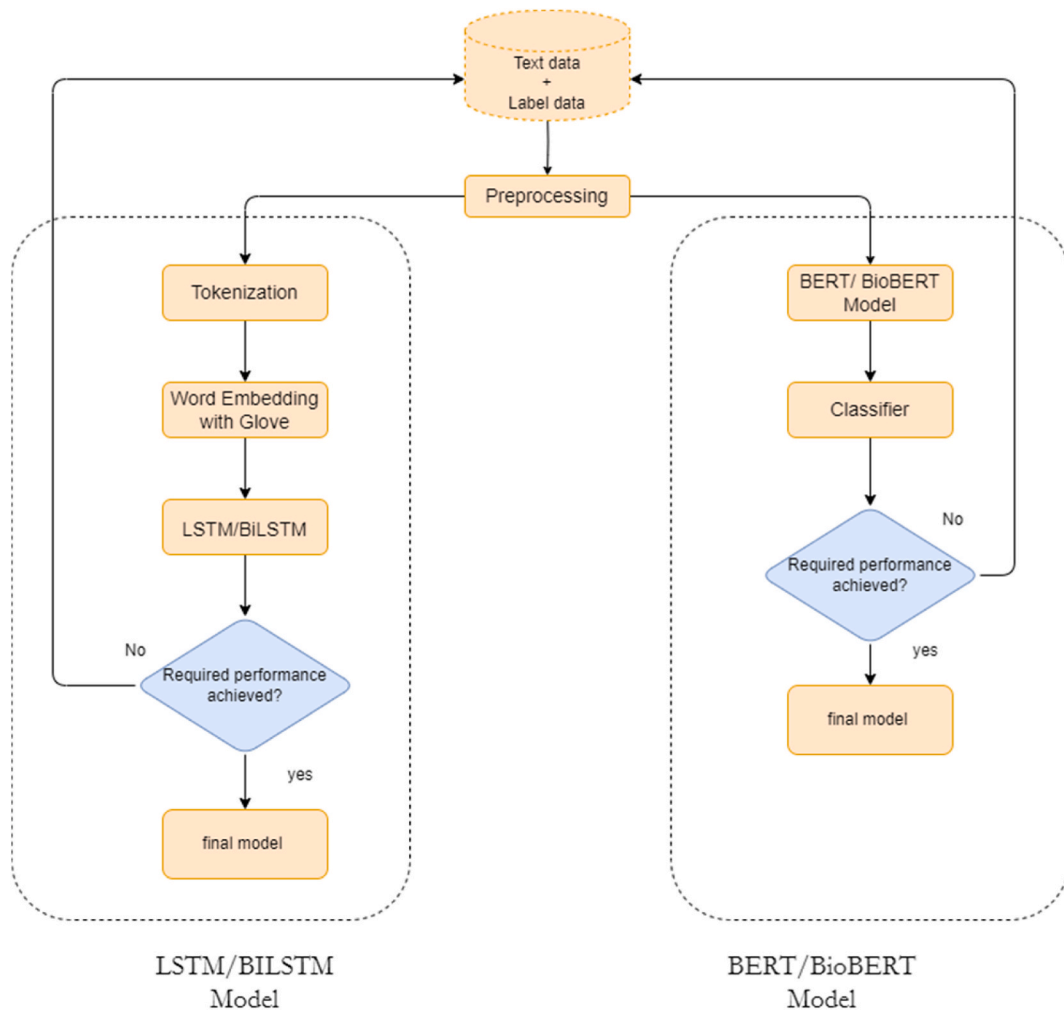 Text data
+
Label data
Preprocessing
Tokenization
Word Embedding
with Glove
LSTM/BiLSTM
No
Required performance
achieved?
yes
final model
LSTM/BILSTM
Model
BERT/ BioBERT
Model
Classifier
No
Required performance
achieved?
yes
final model
BERT/BioBERT
Model